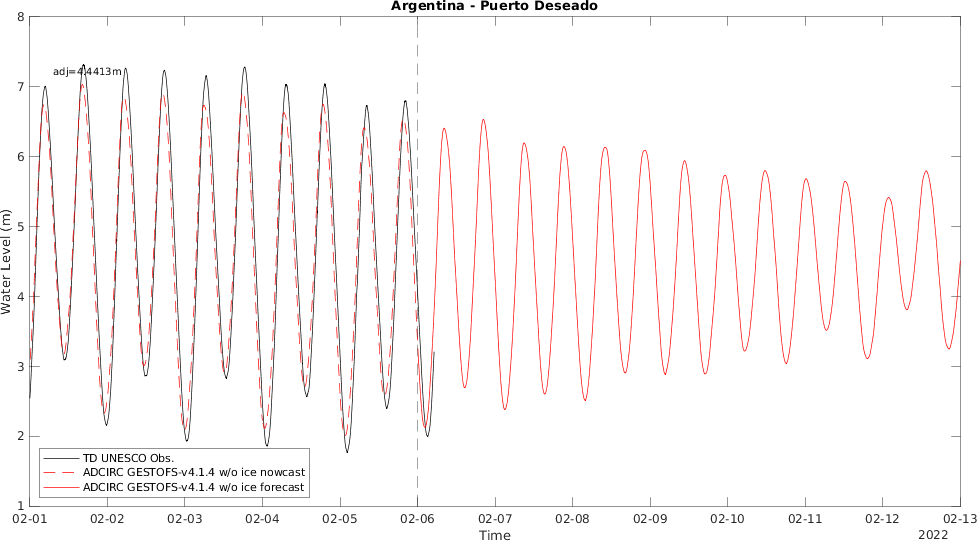 Argentina - Puerto Deseado
8
adj=4.4413m
7
6
5
Water Level (m)
4
3
2
TD UNESCO Obs.
ADCIRC GESTOFS-v4.1.4 w/o ice nowcast
ADCIRC GESTOFS-v4.1.4 w/o ice forecast
1
02-01 02-02 02-03 02-04 02-05 02-06 02-07 02-08 02-09 02-10 02-11 02-12 02-13
Time
2022